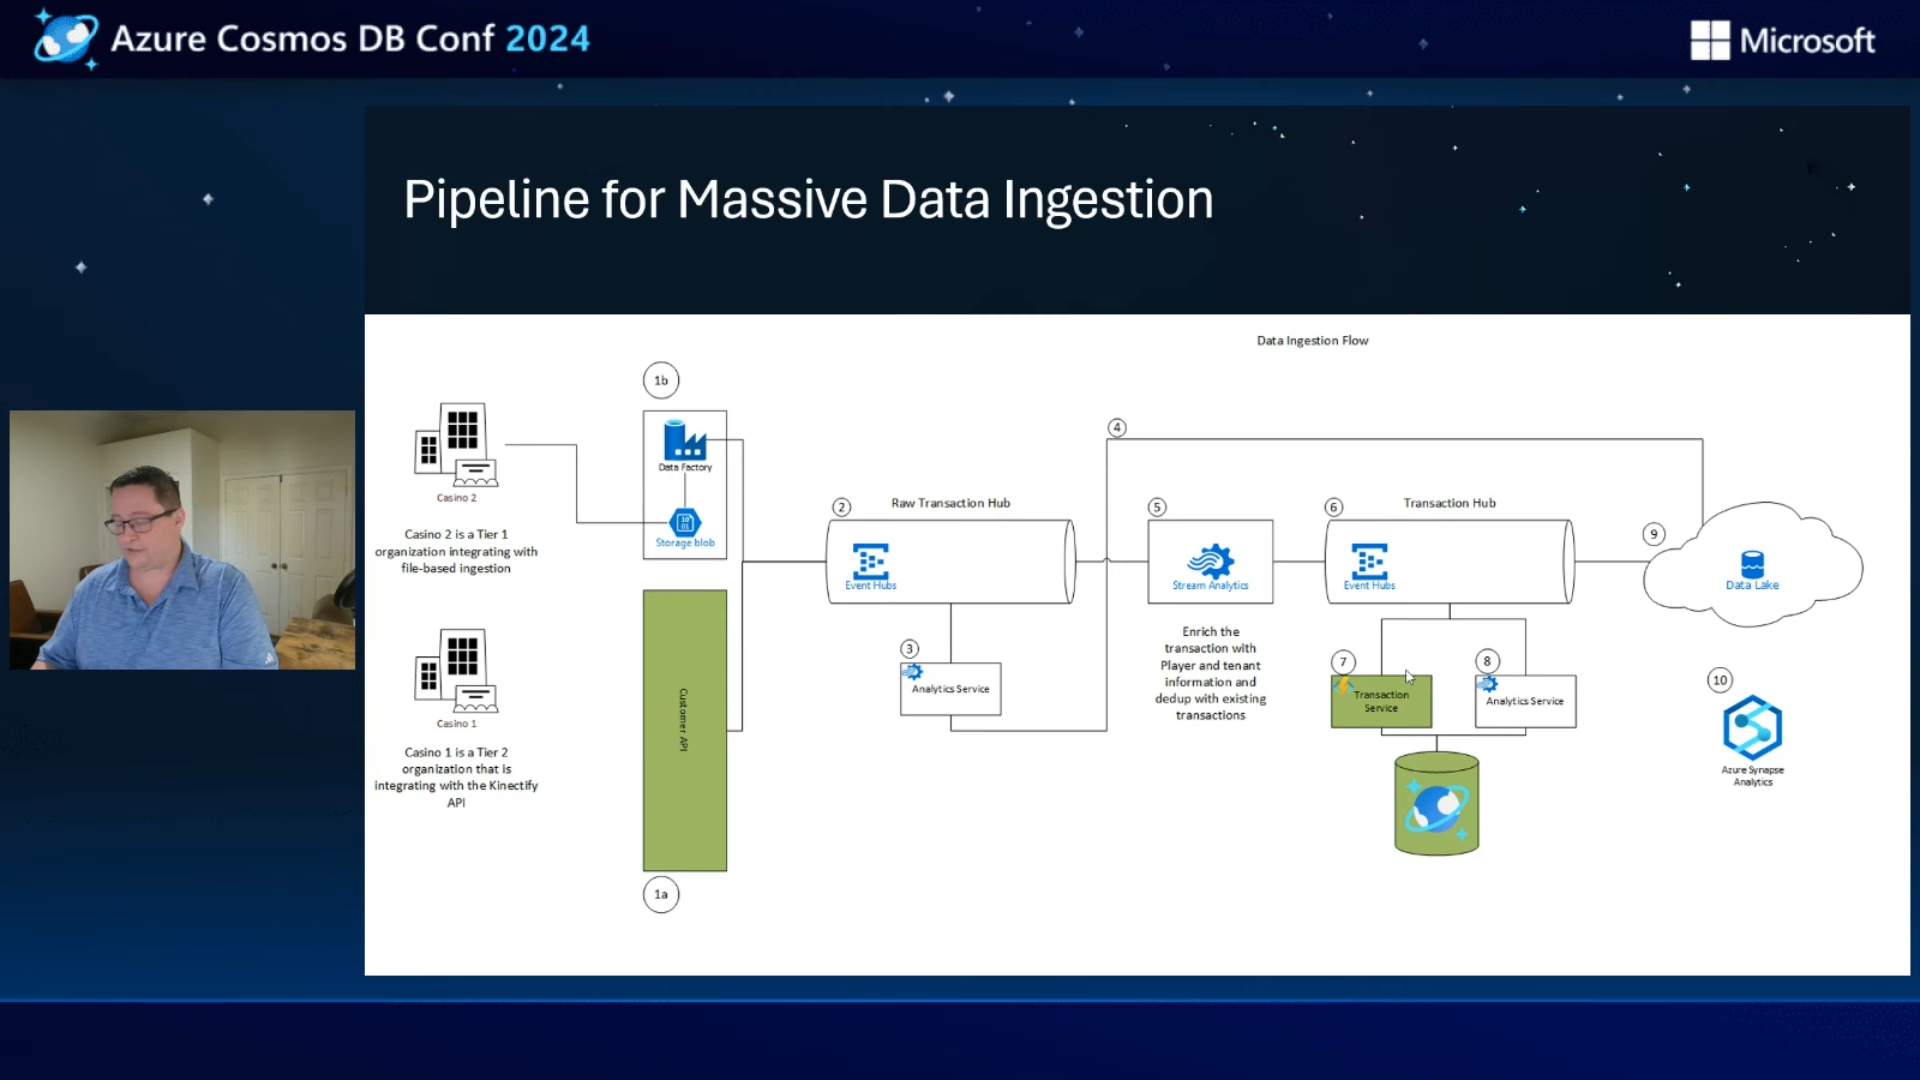 Azure Cosmos DB Conf 2024
Microsoft
Pipeline for Massive Data Ingestion
Data Ingestion Flow
1b
Data Factory
Storage blob
Casino 2
Casino 2 is a Tier 1
organization integrating with
file-based ingestion
Casino 1
Casino 1 is a Tier 2
organization that is
integrating with the Kinectify
API
Customer API
1a
2
Raw Transaction Hub
Event Hubs
3
Analytics Service
4
5
Stream Analytics
Enrich the
transaction with
Player and tenant
information and
dedup with existing
transactions
6
Transaction Hub
Event Hubs
7
Transaction
Service
8
Analytics Service
9
Data Lake
10
Azure Synapse
Analytics